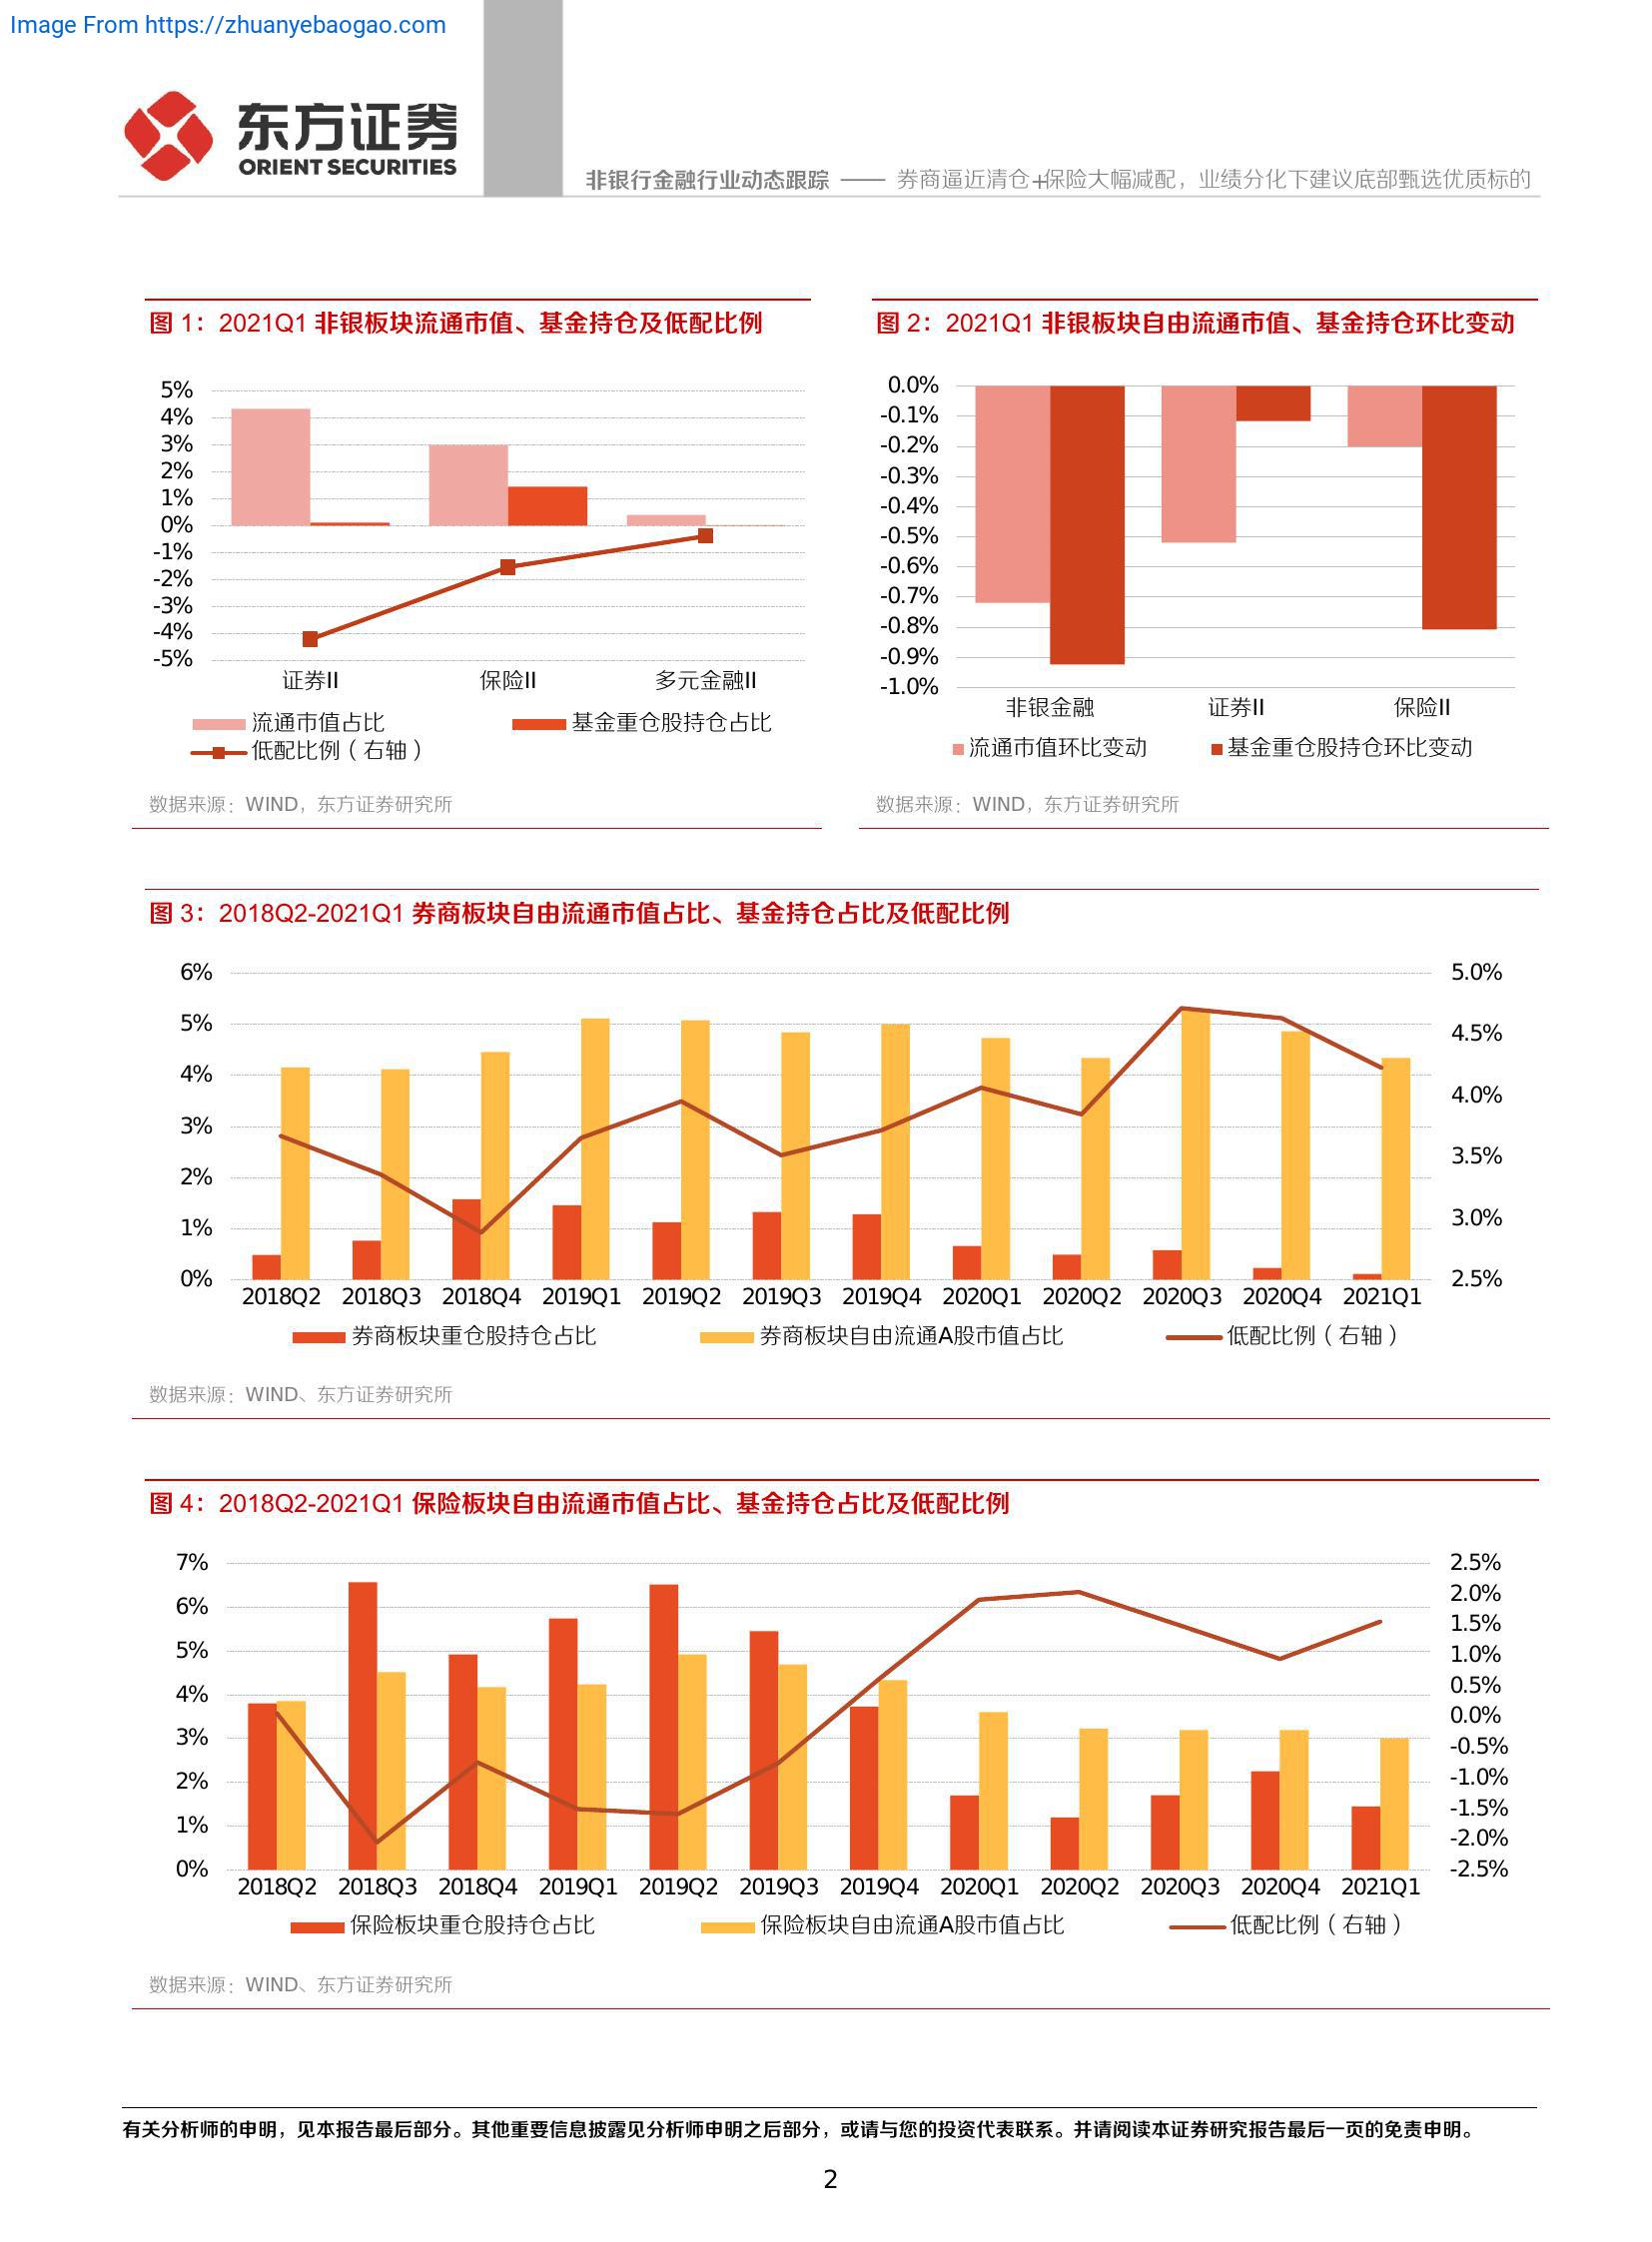 Image From https://zhuanyebaogao.com
东方证券
ORIENT SECURITIES
非银行金融行业动态跟踪 —— 券商逼近清仓+保险大幅减配，业绩分化下建议底部甄选优质标的
图 1：2021Q1 非银板块流通市值、基金持仓及低配比例
5%
4%
3%
2%
1%
0%
-1%
-2%
-3%
-4%
-5%
证券II 保险II 多元金融II
流通市值占比 基金重仓股持仓占比
低配比例（右轴）
数据来源：WIND，东方证券研究所
图 2：2021Q1 非银板块自由流通市值、基金持仓环比变动
0.0%
-0.1%
-0.2%
-0.3%
-0.4%
-0.5%
-0.6%
-0.7%
-0.8%
-0.9%
-1.0%
非银金融 证券II 保险II
流通市值环比变动 基金重仓股持仓环比变动
数据来源：WIND，东方证券研究所
图 3：2018Q2-2021Q1 券商板块自由流通市值占比、基金持仓占比及低配比例
6% 5.0%
5% 4.5%
4% 4.0%
3% 3.5%
2% 3.0%
1% 2.5%
0%
2018Q2 2018Q3 2018Q4 2019Q1 2019Q2 2019Q3 2019Q4 2020Q1 2020Q2 2020Q3 2020Q4 2021Q1
券商板块重仓股持仓占比 券商板块自由流通A股市值占比 低配比例（右轴）
数据来源：WIND、东方证券研究所
图 4：2018Q2-2021Q1 保险板块自由流通市值占比、基金持仓占比及低配比例
7%
6%
5%
4%
3%
2%
1%
0%
2.5%
2.0%
1.5%
1.0%
0.5%
0.0%
-0.5%
-1.0%
-1.5%
-2.0%
-2.5%
2018Q2 2018Q3 2018Q4 2019Q1 2019Q2 2019Q3 2019Q4 2020Q1 2020Q2 2020Q3 2020Q4 2021Q1
保险板块重仓股持仓占比 保险板块自由流通A股市值占比 低配比例（右轴）
数据来源：WIND、东方证券研究所
有关分析师的申明，见本报告最后部分。其他重要信息披露见分析师申明之后部分，或请与您的投资代表联系。并请阅读本证券研究报告最后一页的免责申明。
2